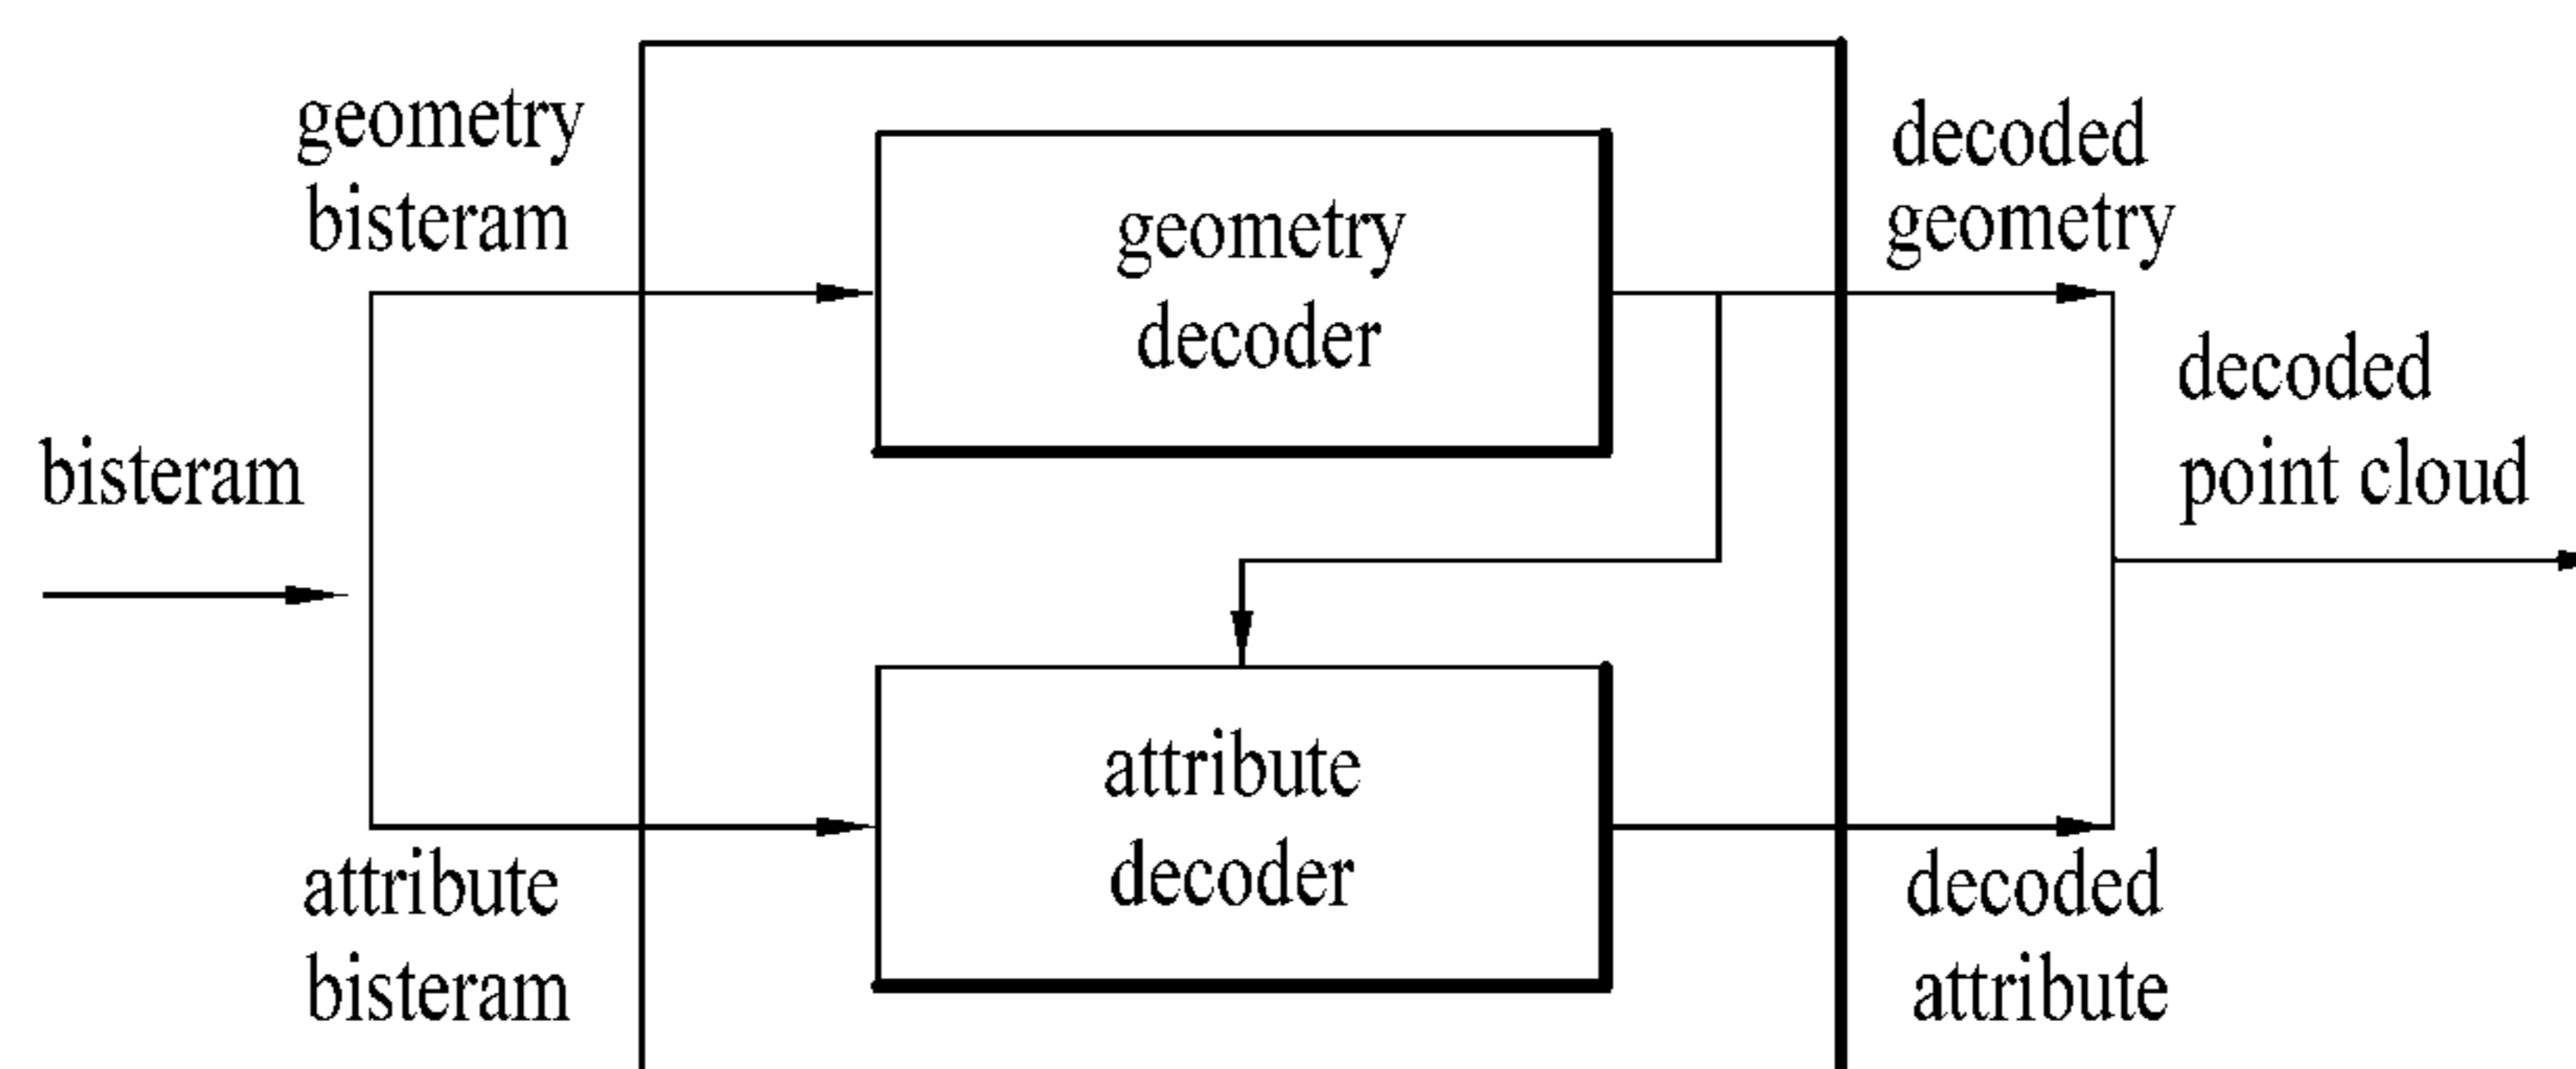 geometry
bisteram
geometry
decoder
decoded
geometry
bisteram
decoded
point cloud
attribute
decoder
attribute
bisteram
decoded
attribute